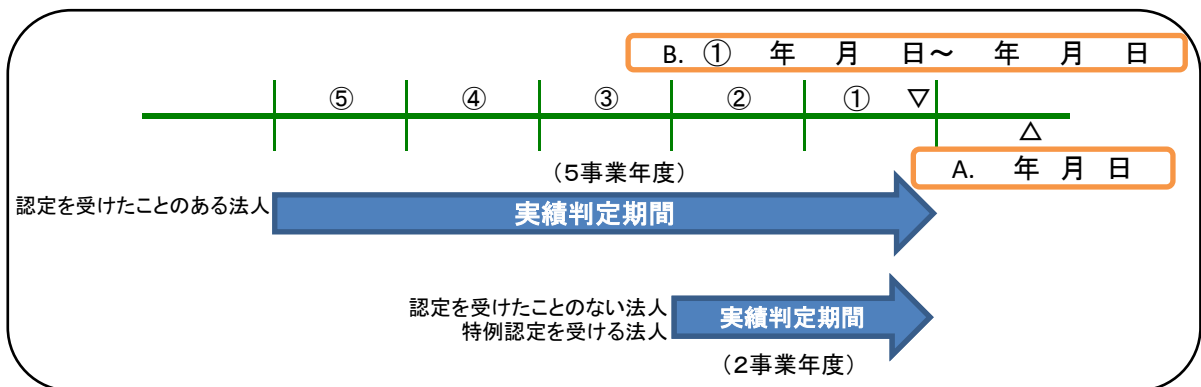 B. ① 年 月 日～ 年 月 日
⑤ ④ ③ ② ① ▽
△
A. 年 月 日
（５事業年度）
認定を受けたことのある法人
実績判定期間
認定を受けたことのない法人
特例認定を受ける法人
実績判定期間
（２事業年度）